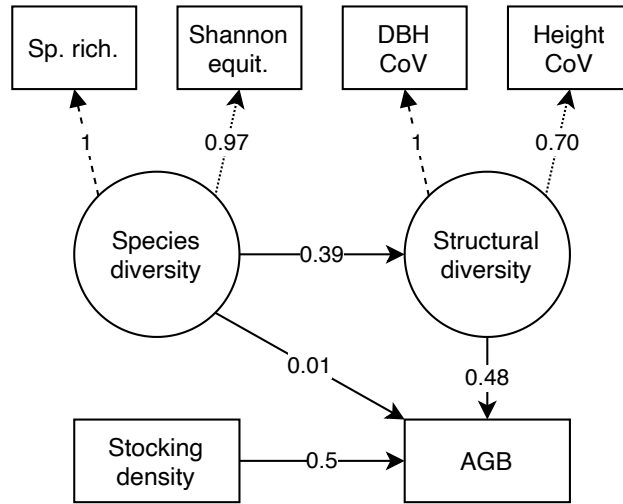 Sp. rich.
Shannon
equit.
DBH
CoV
Height
CoV
1
0.97
1
0.70
Species
diversity
0.39
Structural
diversity
0.01
0.48
Stocking
density
0.5
AGB